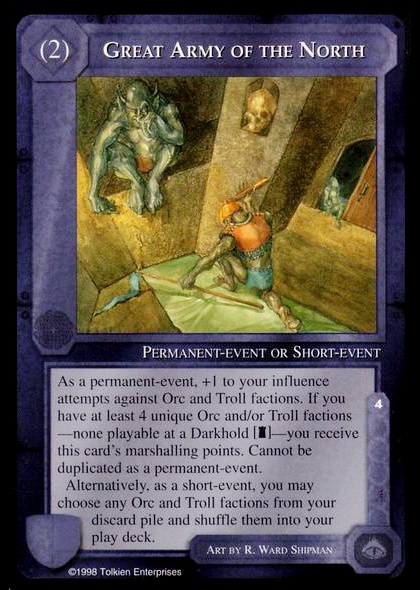 (2)
GREAT ARMY OF THE NORTH
PERMANENT-EVENT OR SHORT-EVENT
As a permanent-event, +1 to your influence
attempts against Orc and Troll factions. If you
have at least 4 unique Orc and/or Troll factions
—none playable at a Darkhold []—you receive
this card's marshalling points. Cannot be
duplicated as a permanent-event.
Alternatively, as a short-event, you may
choose any Orc and Troll factions from your
discard pile and shuffle them into your
play deck.
4
ART BY R. WARD SHIPMAN
©1998 Tolkien Enterprises